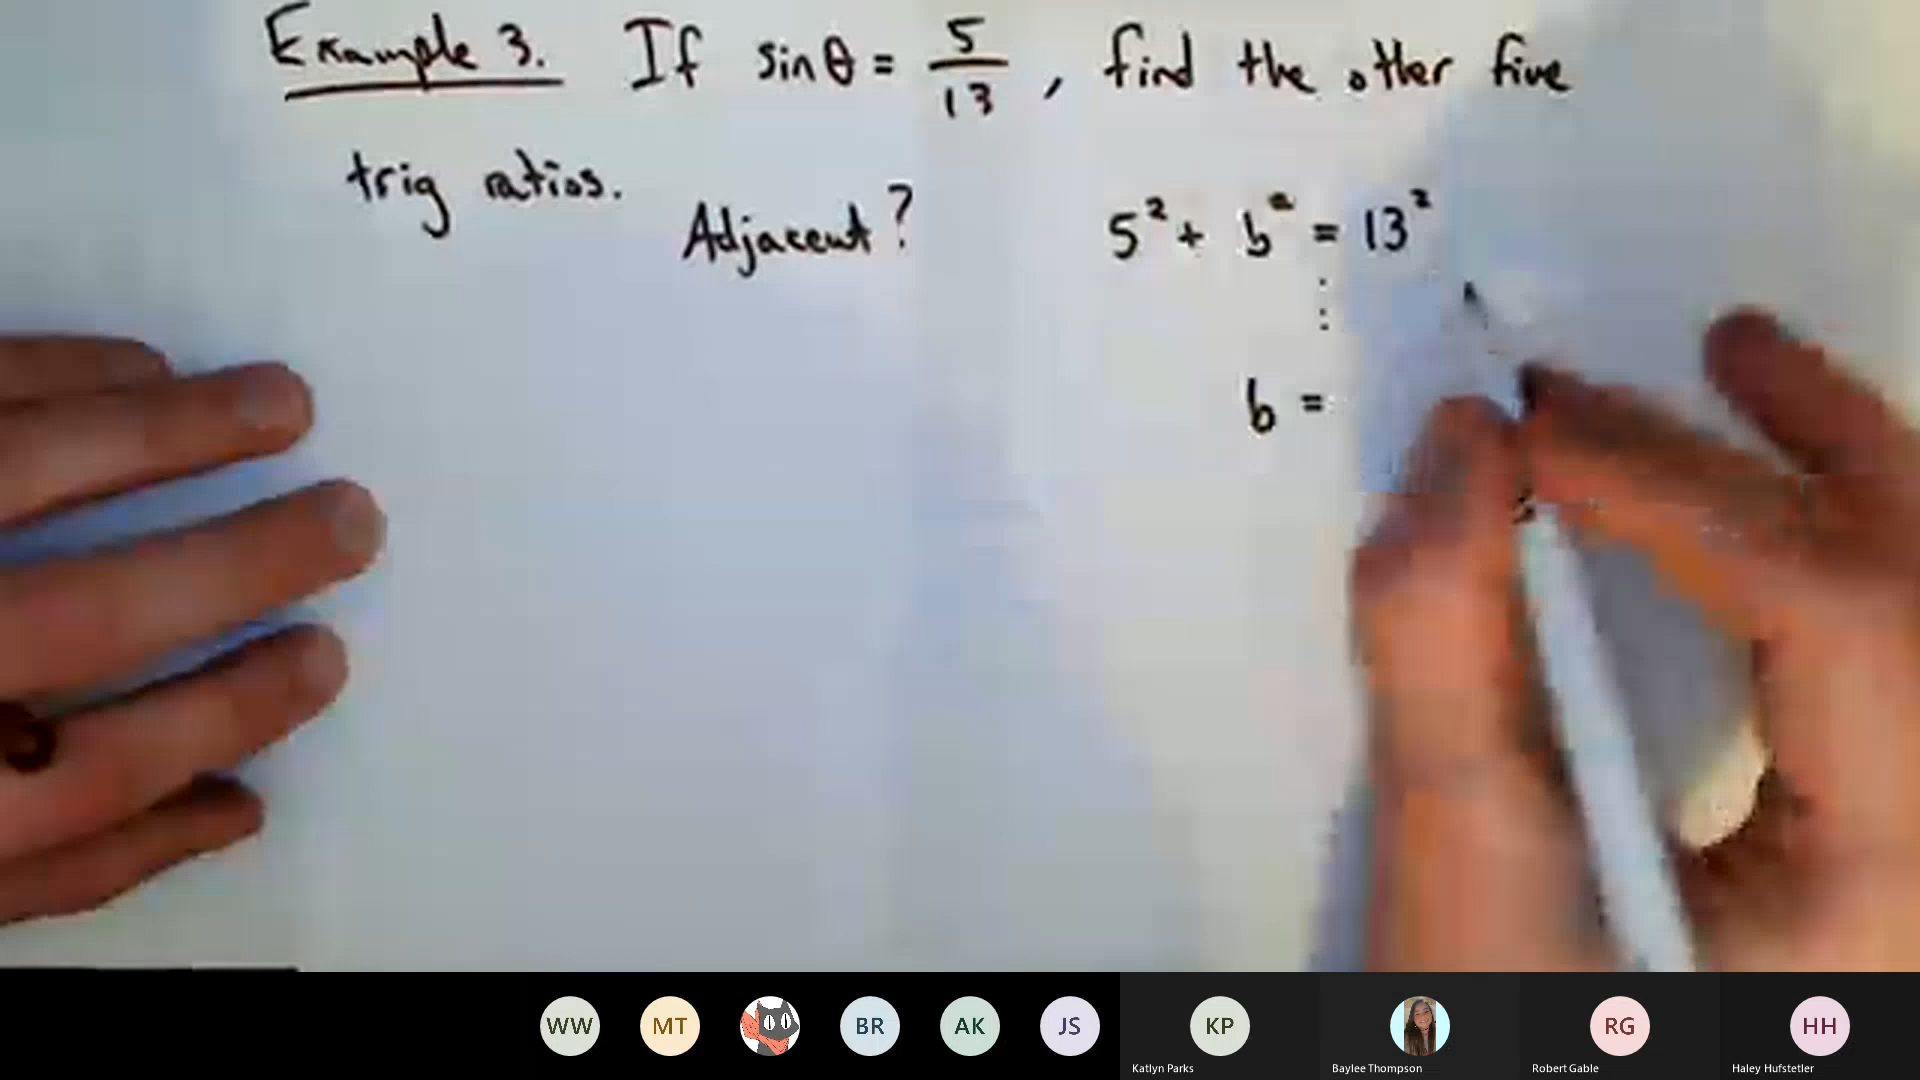 Example 3. If sinθ = 5/13, find the other five
trig ratios.
Adjacent?
5² + b² = 13²
⋮
b =
WW MT BR AK JS KP RG HH
Katlyn Parks Baylee Thompson Robert Gable Haley Hufstetler